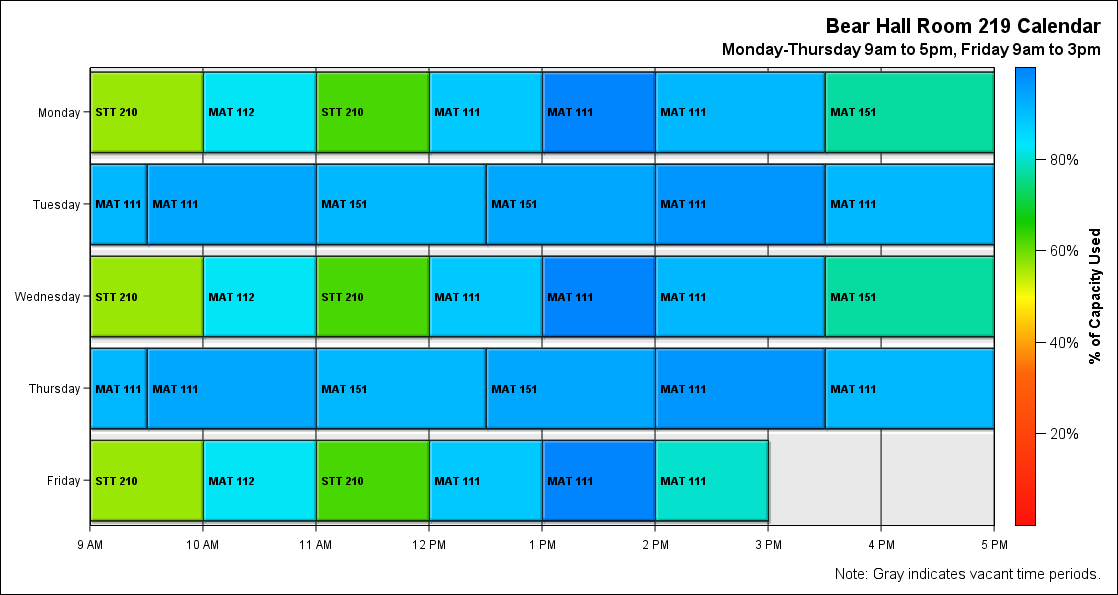 Bear Hall Room 219 Calendar
Monday-Thursday 9am to 5pm, Friday 9am to 3pm
Monday
STT 210 MAT 112 STT 210 MAT 111 MAT 111 MAT 111 MAT 151
Tuesday
MAT 111 MAT 111 MAT 151 MAT 151 MAT 111 MAT 111
Wednesday
STT 210 MAT 112 STT 210 MAT 111 MAT 111 MAT 111 MAT 151
Thursday
MAT 111 MAT 111 MAT 151 MAT 151 MAT 111 MAT 111
Friday
STT 210 MAT 112 STT 210 MAT 111 MAT 111 MAT 111
9 AM 10 AM 11 AM 12 PM 1 PM 2 PM 3 PM 4 PM 5 PM
80%
60%
40%
20%
% of Capacity Used
Note: Gray indicates vacant time periods.